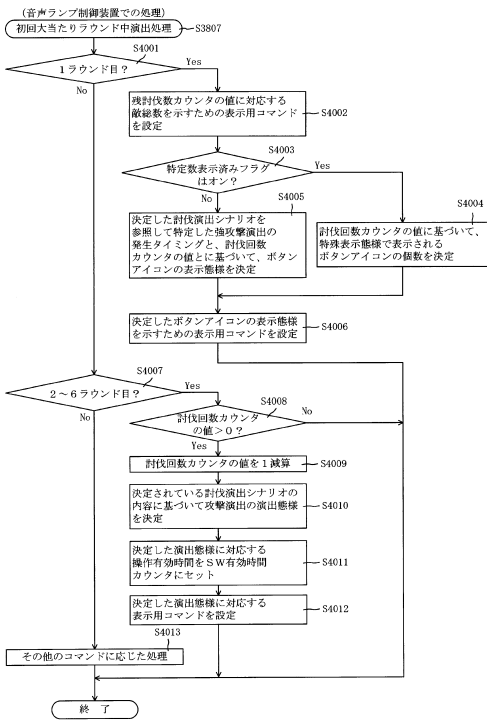 (音声ランプ制御装置での処理)
初回大当たりラウンド中演出処理
S3807
S4001
1ラウンド目?
Yes
No
残討伐数カウンタの値に対応する
敵総数を示すための表示用コマンド
を設定
S4002
S4003
特定数表示済みフラグ
はオン?
Yes
No
S4005
決定した討伐演出シナリオを
参照して特定した強攻撃演出の
発生タイミングと、討伐回数
カウンタの値とに基づいて、ボタン
アイコンの表示態様を決定
S4004
討伐回数カウンタの値に基づいて、
特殊表示態様で表示される
ボタンアイコンの個数を決定
決定したボタンアイコンの表示態様
を示すための表示用コマンドを設定
S4006
S4007
2~6ラウンド目?
Yes
No
S4008
討伐回数カウンタ
の値>0?
No
Yes
討伐回数カウンタの値を1減算
S4009
決定されている討伐演出シナリオの
内容に基づいて攻撃演出の演出態様
を決定
S4010
決定した演出態様に対応する
操作有効時間をSW有効時間
カウンタにセット
S4011
決定した演出態様に対応する
表示用コマンドを設定
S4012
S4013
その他のコマンドに応じた処理
終 了